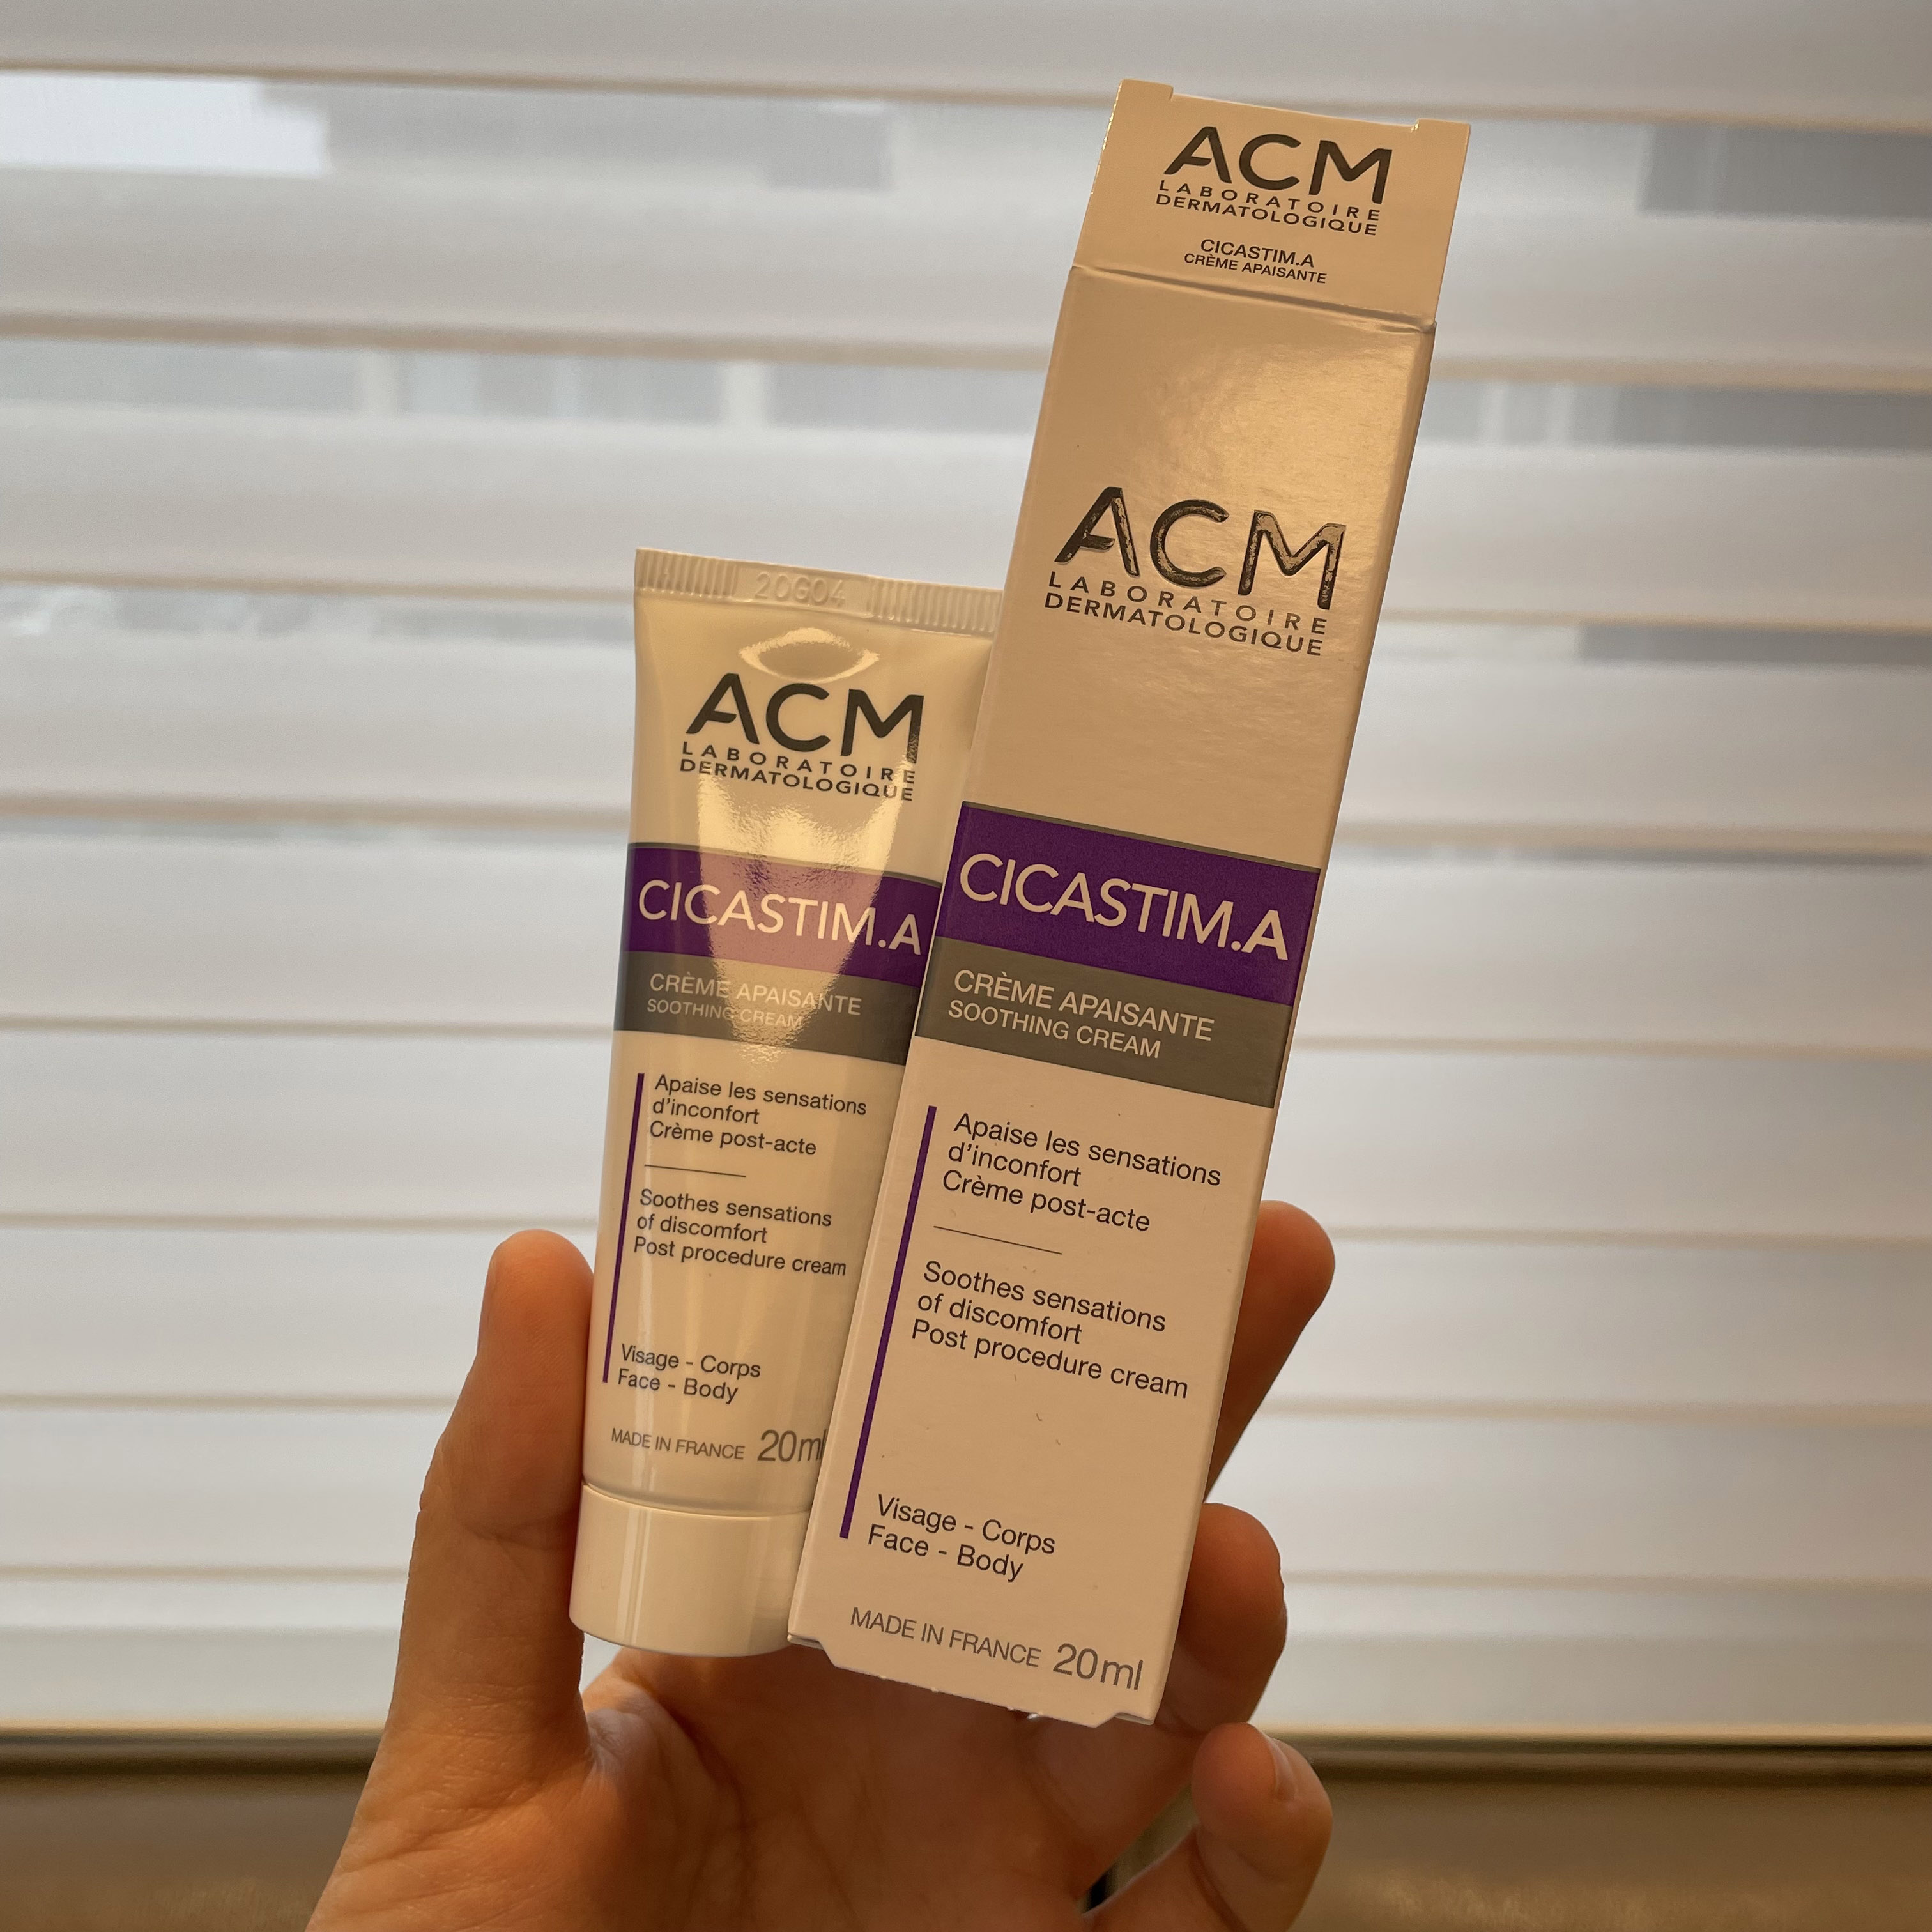 ACM
LABORATOIRE
DERMATOLOGIQUE
CICASTIM.A
CRÈME APAISANTE
ACM
LABORATOIRE
DERMATOLOGIQUE
CICASTIM.A
CRÈME APAISANTE
SOOTHING CREAM
Apaise les sensations
d'inconfort
Crème post-acte
Soothes sensations
of discomfort
Post procedure cream
Visage - Corps
Face - Body
MADE IN FRANCE 20ml
20G04
ACM
LABORATOIRE
DERMATOLOGIQUE
CICASTIM.A
CRÈME APAISANTE
SOOTHING CREAM
Apaise les sensations
d'inconfort
Crème post-acte
Soothes sensations
of discomfort
Post procedure cream
Visage - Corps
Face - Body
MADE IN FRANCE 20ml